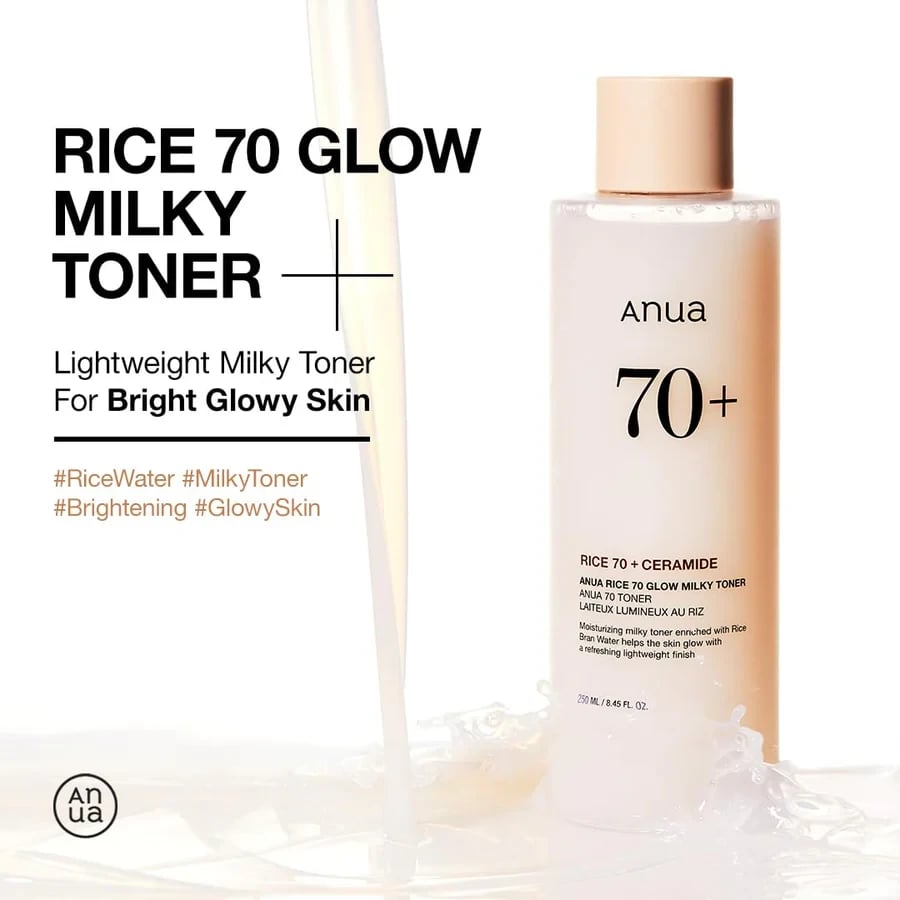 RICE 70 GLOW
MILKY
TONER
Lightweight Milky Toner
For Bright Glowy Skin
#RiceWater #MilkyToner
#Brightening #GlowySkin
An
ua
Anua
70+
RICE 70 + CERAMIDE
ANUA RICE 70 GLOW MILKY TONER
ANUA 70 TONER
LAITEUX LUMINEUX AU RIZ
Moisturizing milky toner enriched with Rice
Bran Water helps the skin glow with
a refreshing lightweight finish
250 ML / 8.45 FL. OZ.